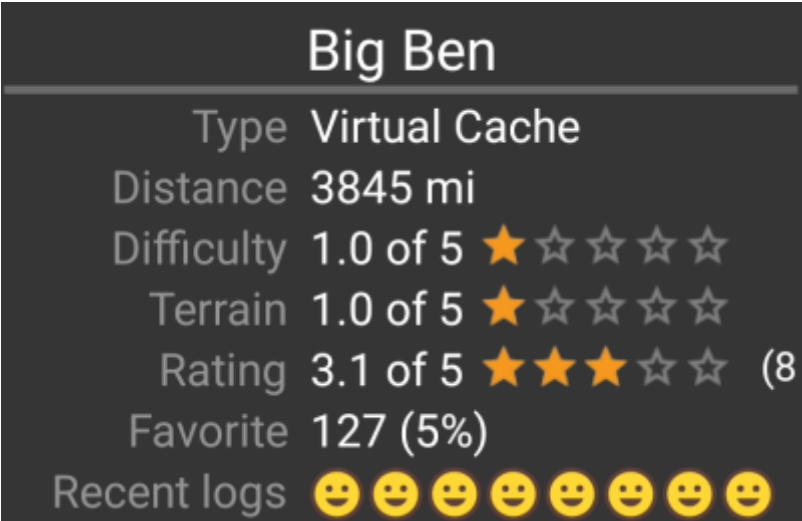 Big Ben
Type Virtual Cache
Distance 3845 mi
Difficulty 1.0 of 5
Terrain 1.0 of 5
Rating 3.1 of 5 (8
Favorite 127 (5%)
Recent logs